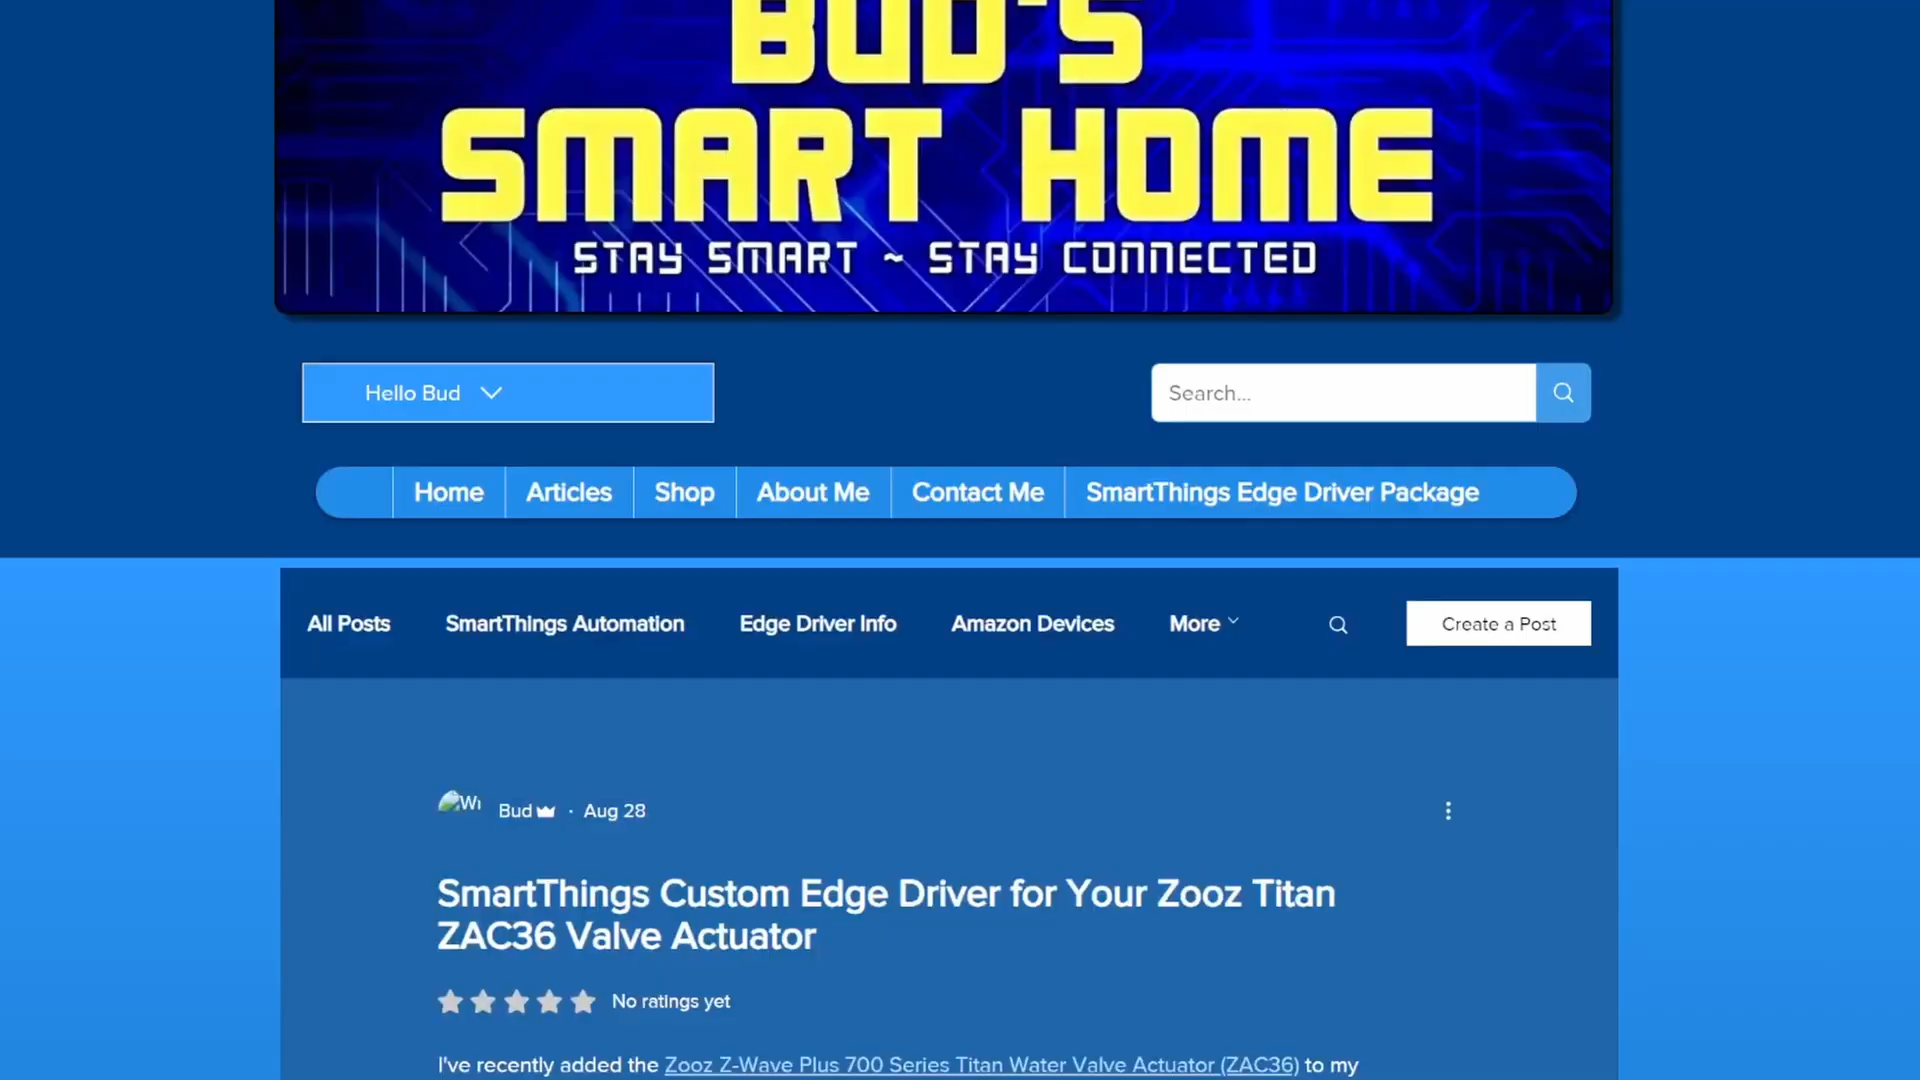 BUD'S
SMART HOME
STAY SMART ~ STAY CONNECTED
Hello Bud
Search...
Home
Articles
Shop
About Me
Contact Me
SmartThings Edge Driver Package
All Posts
SmartThings Automation
Edge Driver Info
Amazon Devices
More
Create a Post
Bud · Aug 28
SmartThings Custom Edge Driver for Your Zooz Titan
ZAC36 Valve Actuator
No ratings yet
I've recently added the Zooz Z-Wave Plus 700 Series Titan Water Valve Actuator (ZAC36) to my